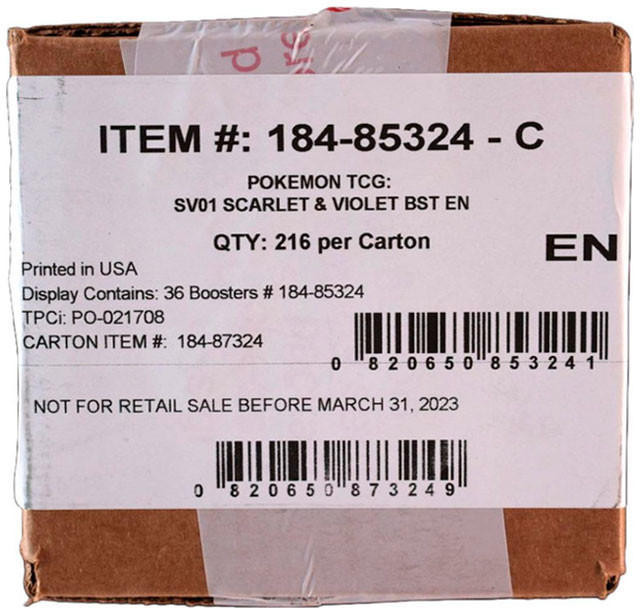 ITEM #: 184-85324 - C
POKEMON TCG:
SV01 SCARLET & VIOLET BST EN
QTY: 216 per Carton
EN
Printed in USA
Display Contains: 36 Boosters # 184-85324
TPCi: PO-021708
CARTON ITEM #: 184-87324
0 820650 853241
NOT FOR RETAIL SALE BEFORE MARCH 31, 2023
0 820650 873249